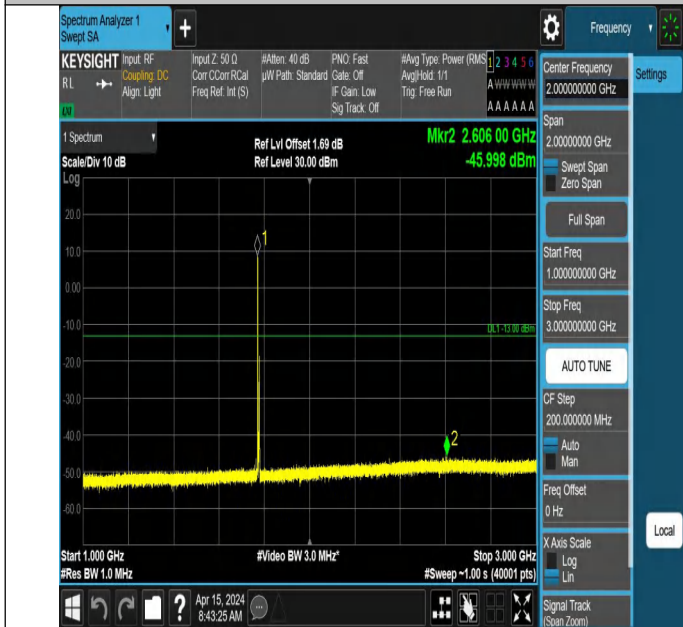 Spectrum Analyzer 1
Swept SA
+
Frequency
KEYSIGHT
RL
Input: RF
Coupling: DC
Align: Light
Input Z: 50 Ω
Corr CCorr RCal
Freq Ref: Int (S)
#Atten: 40 dB
µW Path: Standard
PNO: Fast
Gate: Off
IF Gain: Low
Sig Track: Off
#Avg Type: Power (RMS
Avg|Hold: 1/1
Trig: Free Run
1 2 3 4 5 6
A W W W W W
A A A A A A
1 Spectrum
Scale/Div 10 dB
Ref Lvl Offset 1.69 dB
Ref Level 30.00 dBm
Mkr2 2.606 00 GHz
-45.998 dBm
Log
20.0
10.0
0.00
-10.0
-20.0
-30.0
-40.0
-50.0
-60.0
1
DL1 -13.00 dBm
2
Start 1.000 GHz
#Res BW 1.0 MHz
#Video BW 3.0 MHz*
Stop 3.000 GHz
#Sweep ~1.00 s (40001 pts)
?
Apr 15, 2024
8:43:25 AM
Center Frequency
2.000000000 GHz
Settings
Span
2.00000000 GHz
Swept Span
Zero Span
Full Span
Start Freq
1.000000000 GHz
Stop Freq
3.000000000 GHz
AUTO TUNE
CF Step
200.000000 MHz
Auto
Man
Freq Offset
0 Hz
X Axis Scale
Log
Lin
Local
Signal Track
(Span Zoom)